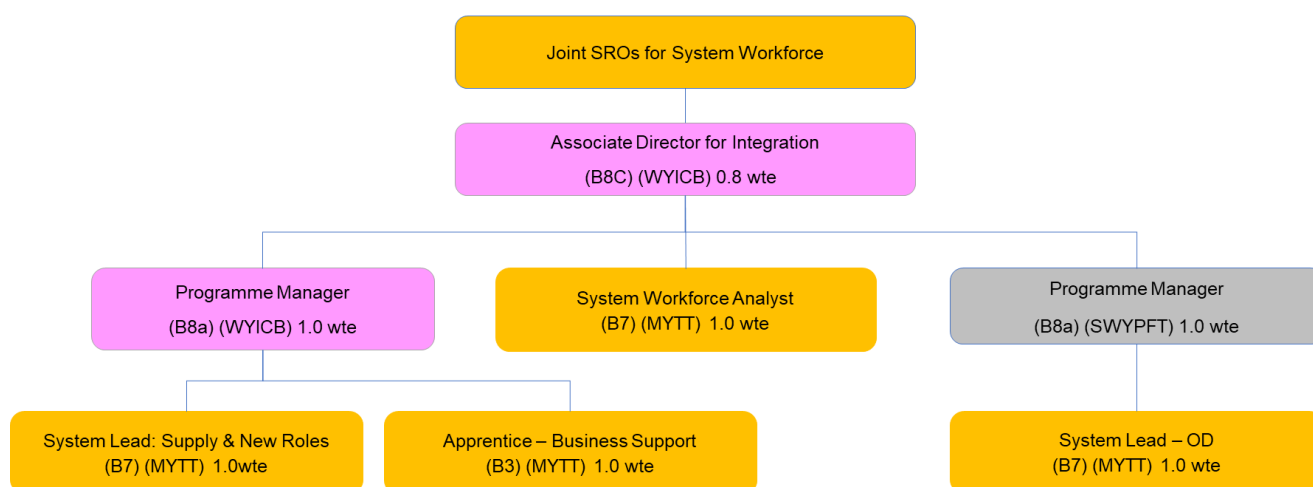 Joint SROs for System Workforce
Associate Director for Integration
(B8C) (WYICB) 0.8 wte
Programme Manager
(B8a) (WYICB) 1.0 wte
System Workforce Analyst
(B7) (MYTT) 1.0 wte
Programme Manager
(B8a) (SWYPFT) 1.0 wte
System Lead: Supply & New Roles
(B7) (MYTT) 1.0wte
Apprentice – Business Support
(B3) (MYTT) 1.0 wte
System Lead – OD
(B7) (MYTT) 1.0 wte